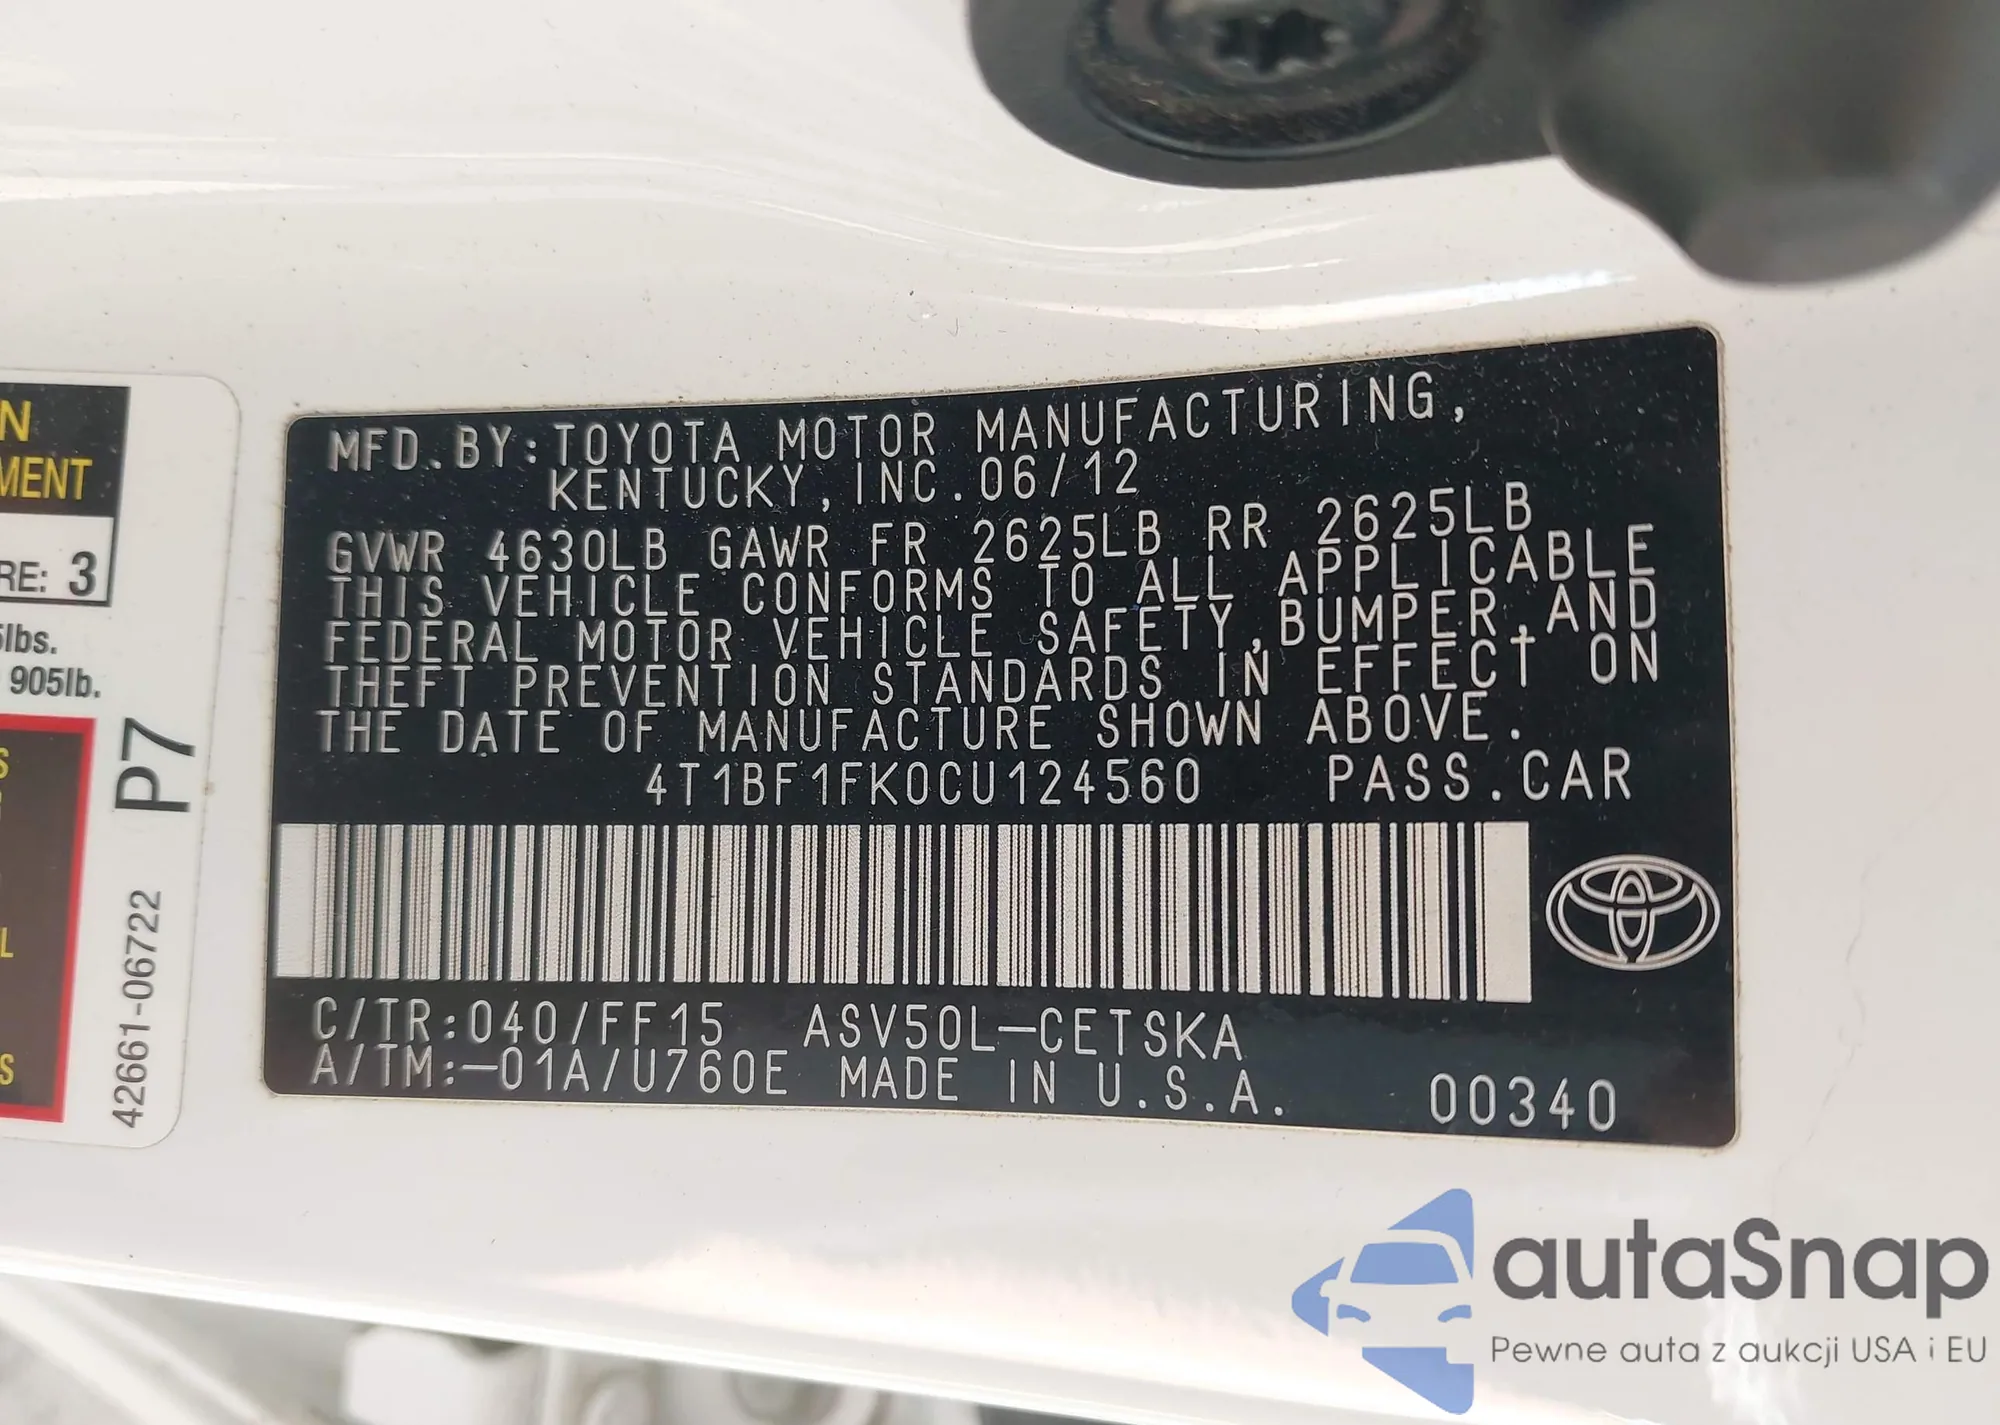 N
MENT
RE: 3
lbs.
905lb.
P7
42661-06722
S
L
S
MFD.BY:TOYOTA MOTOR MANUFACTURING,
KENTUCKY,INC.06/12
GVWR 4630LB GAWR FR 2625LB RR 2625LB
THIS VEHICLE CONFORMS TO ALL APPLICABLE
FEDERAL MOTOR VEHICLE SAFETY,BUMPER,AND
THEFT PREVENTION STANDARDS IN EFFECT ON
THE DATE OF MANUFACTURE SHOWN ABOVE.
4T1BF1FK0CU124560 PASS.CAR
C/TR:040/FF15 ASV50L-CETSKA
A/TM:-01A/U760E MADE IN U.S.A. 00340
autaSnap
Pewne auta z aukcji USA i EU